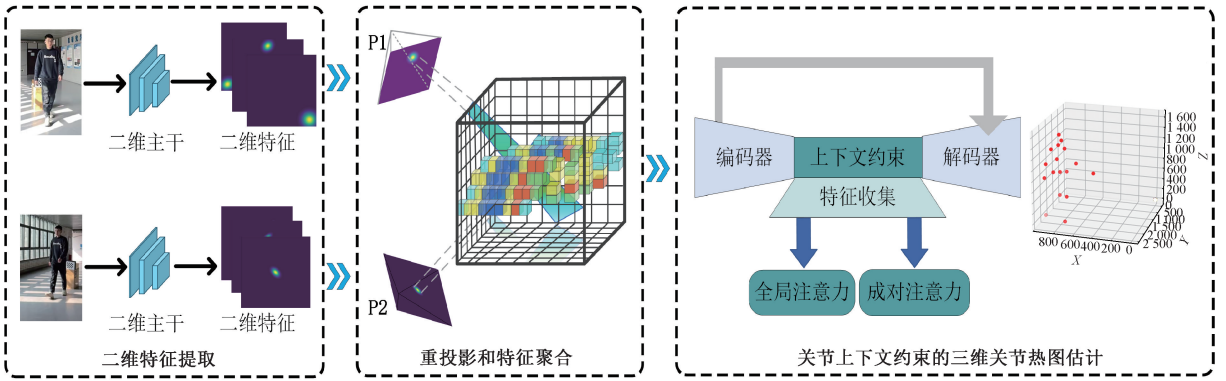 二维主干
二维特征
二维主干
二维特征
二维特征提取
P1
P2
重投影和特征聚合
编码器
上下文约束
解码器
特征收集
全局注意力
成对注意力
关节上下文约束的三维关节热图估计
1 600
1 400
1 200
1 000
800
600
400
200
0
Z
0
500
1 000
1 500
2 000
2 500
Y
800 600 400 200 0
X